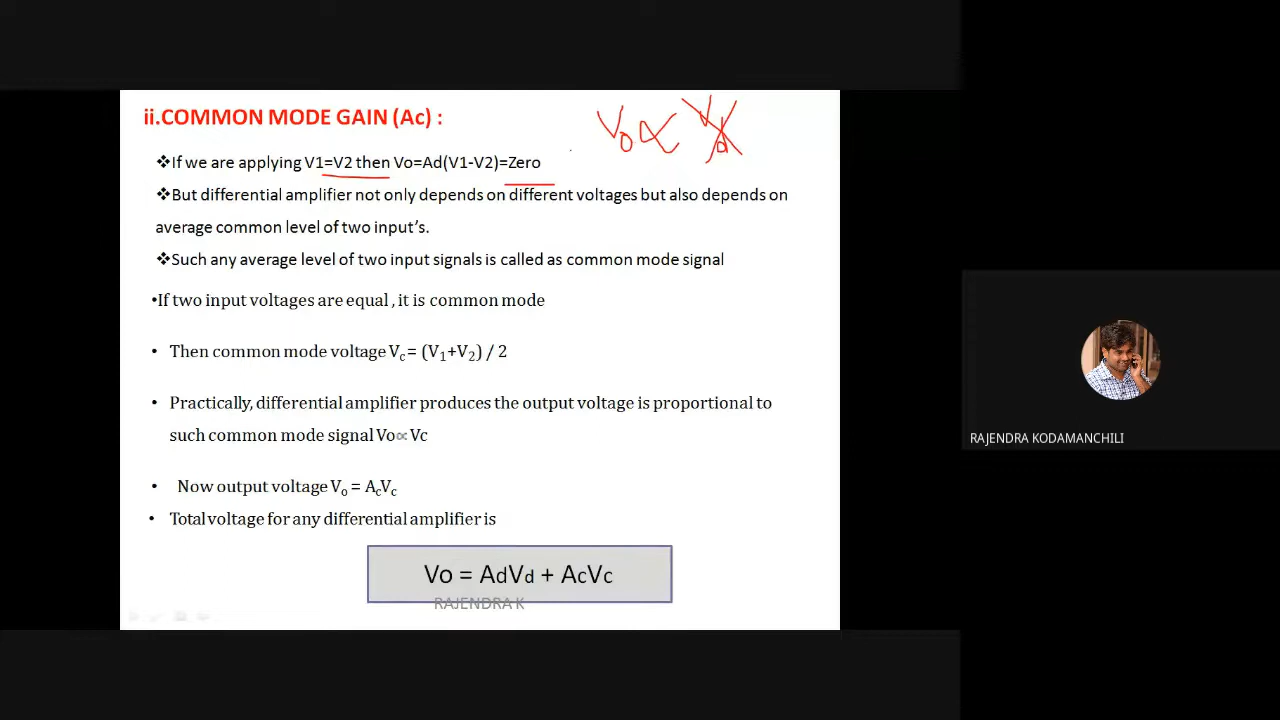 ii.COMMON MODE GAIN (Ac) :
Vo ∝ Vd
❖If we are applying V1=V2 then Vo=Ad(V1-V2)=Zero
❖But differential amplifier not only depends on different voltages but also depends on
average common level of two input’s.
❖Such any average level of two input signals is called as common mode signal
•If two input voltages are equal , it is common mode
• Then common mode voltage Vc= (V1+V2) / 2
• Practically, differential amplifier produces the output voltage is proportional to
such common mode signal Vo∝ Vc
• Now output voltage Vo = AcVc
• Total voltage for any differential amplifier is
Vo = AdVd + AcVc
RAJENDRA K
RAJENDRA KODAMANCHILI